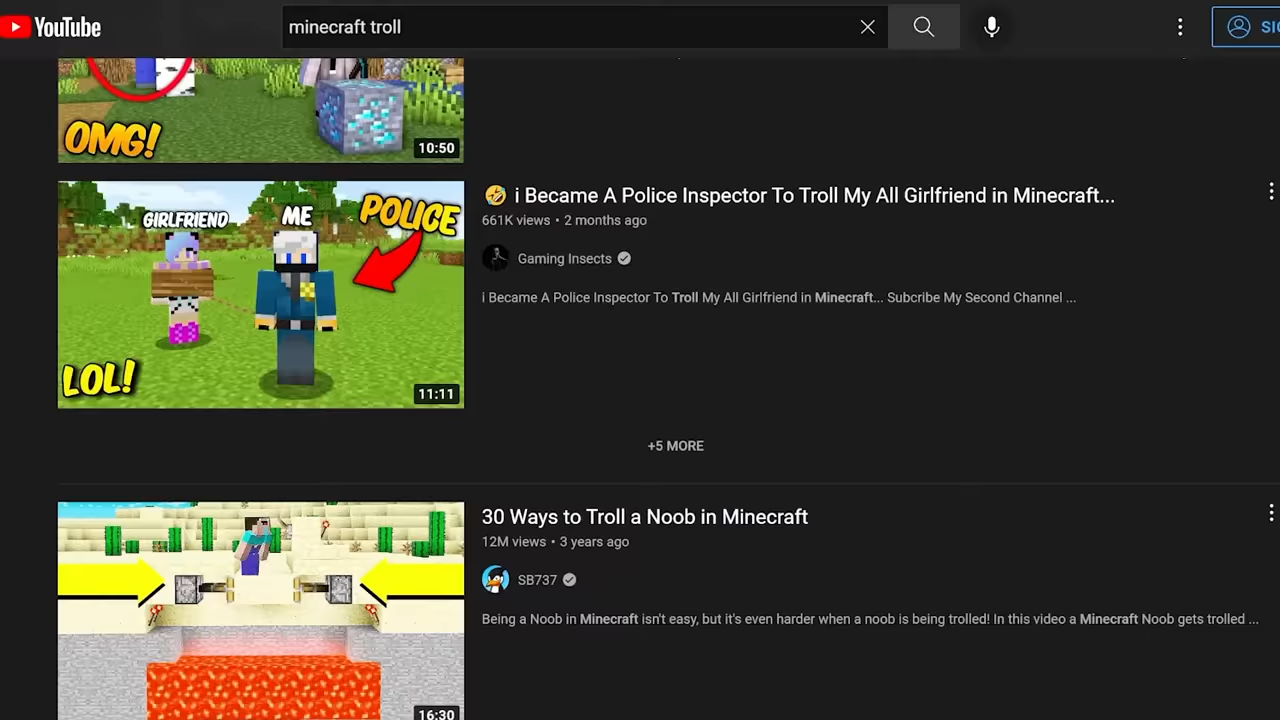 YouTube
minecraft troll
OMG!
10:50
GIRLFRIEND
ME
POLICE
LOL!
11:11
🤣 i Became A Police Inspector To Troll My All Girlfriend in Minecraft...
661K views • 2 months ago
Gaming Insects
i Became A Police Inspector To Troll My All Girlfriend in Minecraft... Subcribe My Second Channel ...
+5 MORE
30 Ways to Troll a Noob in Minecraft
12M views • 3 years ago
SB737
Being a Noob in Minecraft isn't easy, but it's even harder when a noob is being trolled! In this video a Minecraft Noob gets trolled ...
16:30